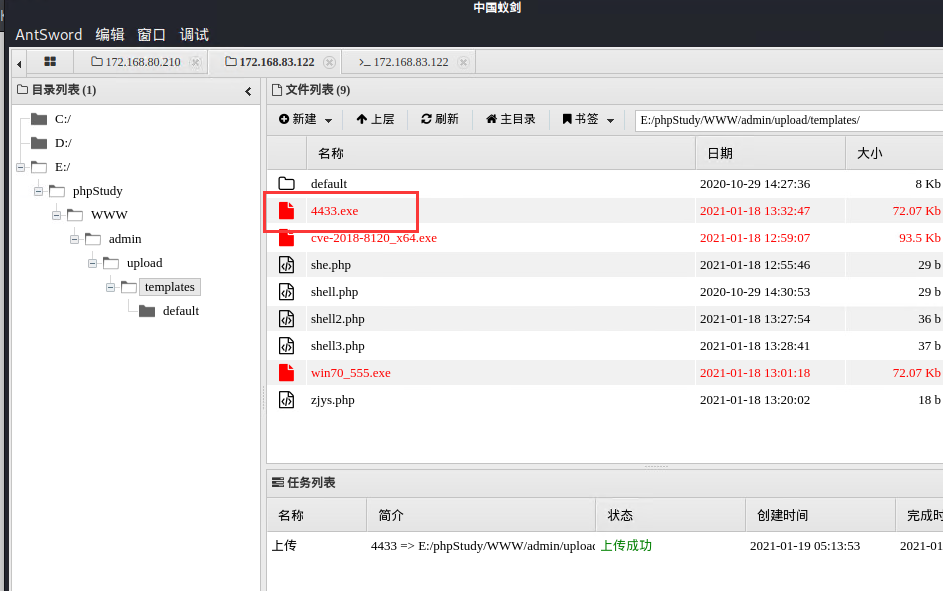 中国蚁剑
AntSword 编辑 窗口 调试
172.168.80.210 172.168.83.122 >_ 172.168.83.122
目录列表 (1)
C:/
D:/
E:/
phpStudy
WWW
admin
upload
templates
default
文件列表 (9)
新建 上层 刷新 主目录 书签 E:/phpStudy/WWW/admin/upload/templates/
名称 日期 大小
default 2020-10-29 14:27:36 8 Kb
4433.exe 2021-01-18 13:32:47 72.07 Kb
cve-2018-8120_x64.exe 2021-01-18 12:59:07 93.5 Kb
she.php 2021-01-18 12:55:46 29 b
shell.php 2020-10-29 14:30:53 29 b
shell2.php 2021-01-18 13:27:54 36 b
shell3.php 2021-01-18 13:28:41 37 b
win70_555.exe 2021-01-18 13:01:18 72.07 Kb
zjys.php 2021-01-18 13:20:02 18 b
任务列表
名称 简介 状态 创建时间 完成时
上传 4433 => E:/phpStudy/WWW/admin/upload 上传成功 2021-01-19 05:13:53 2021-01